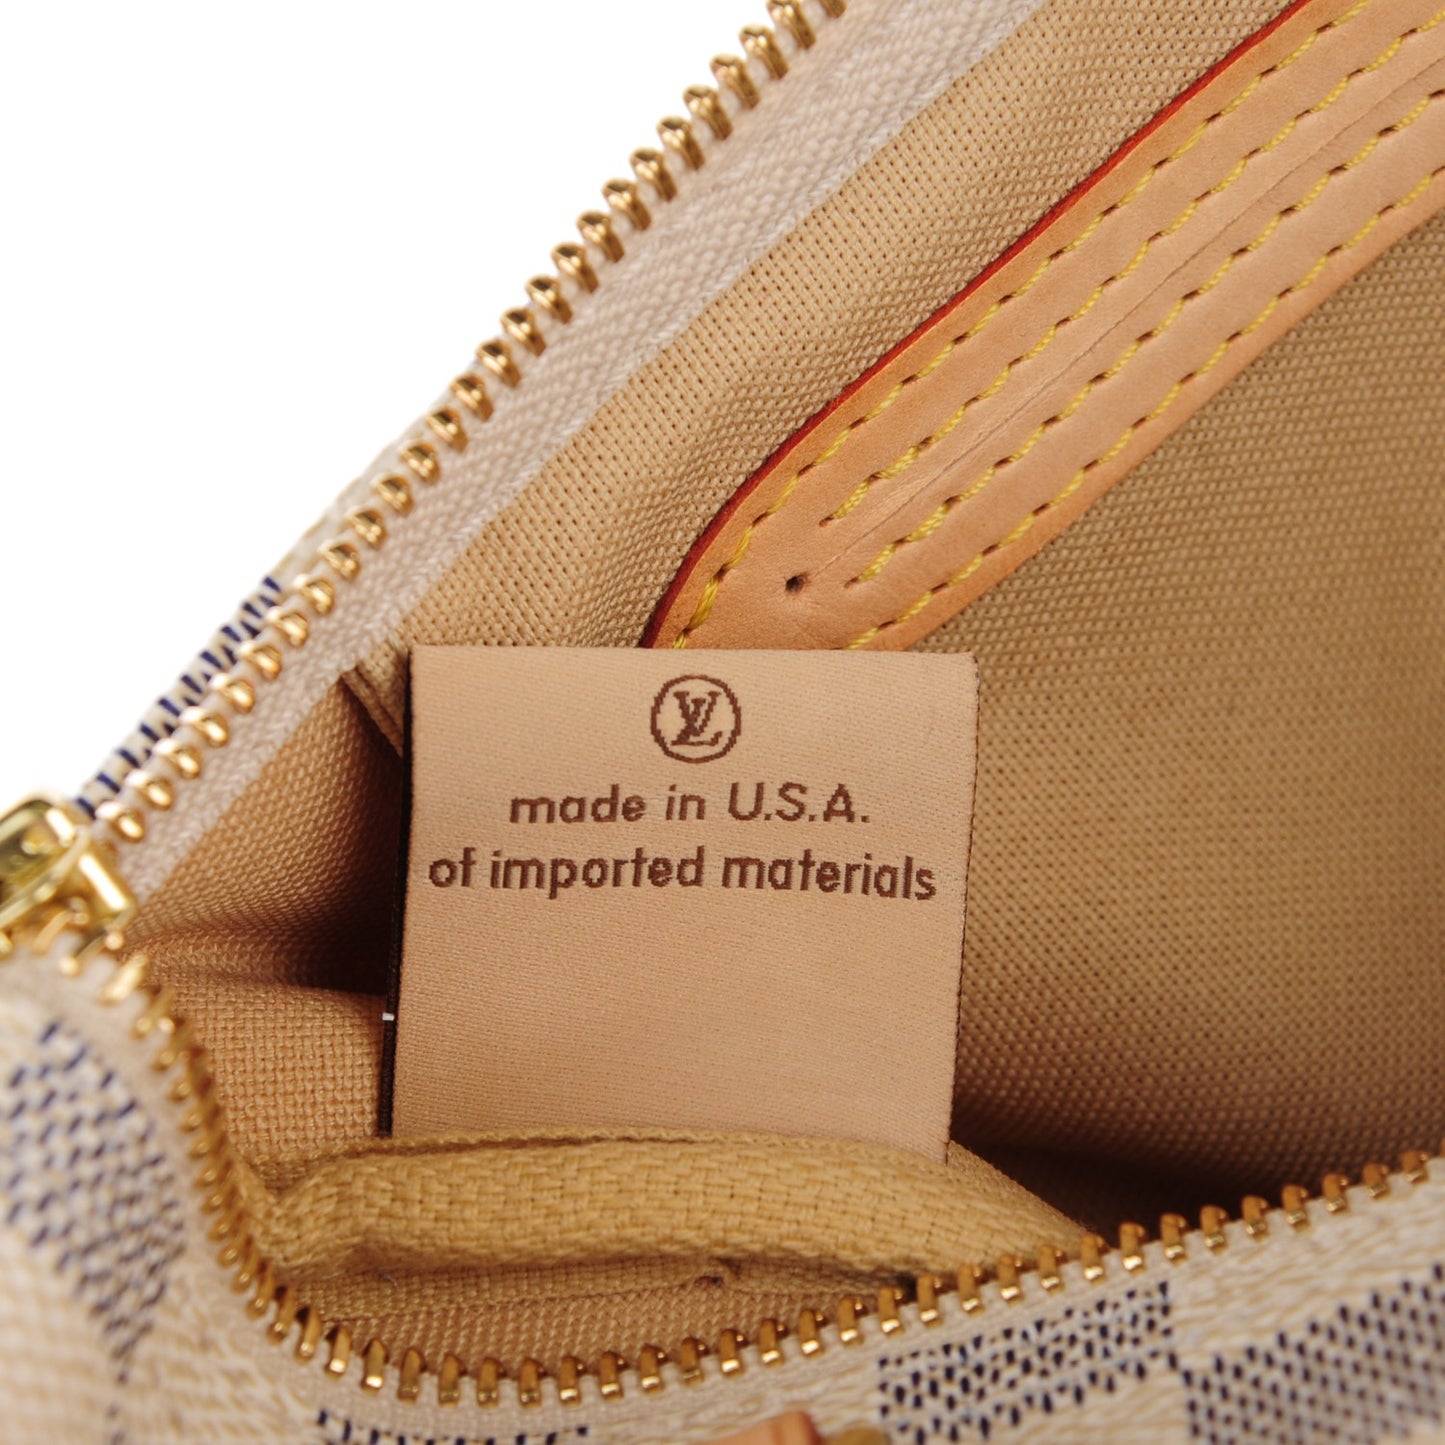 LV
made in U.S.A.
of imported materials